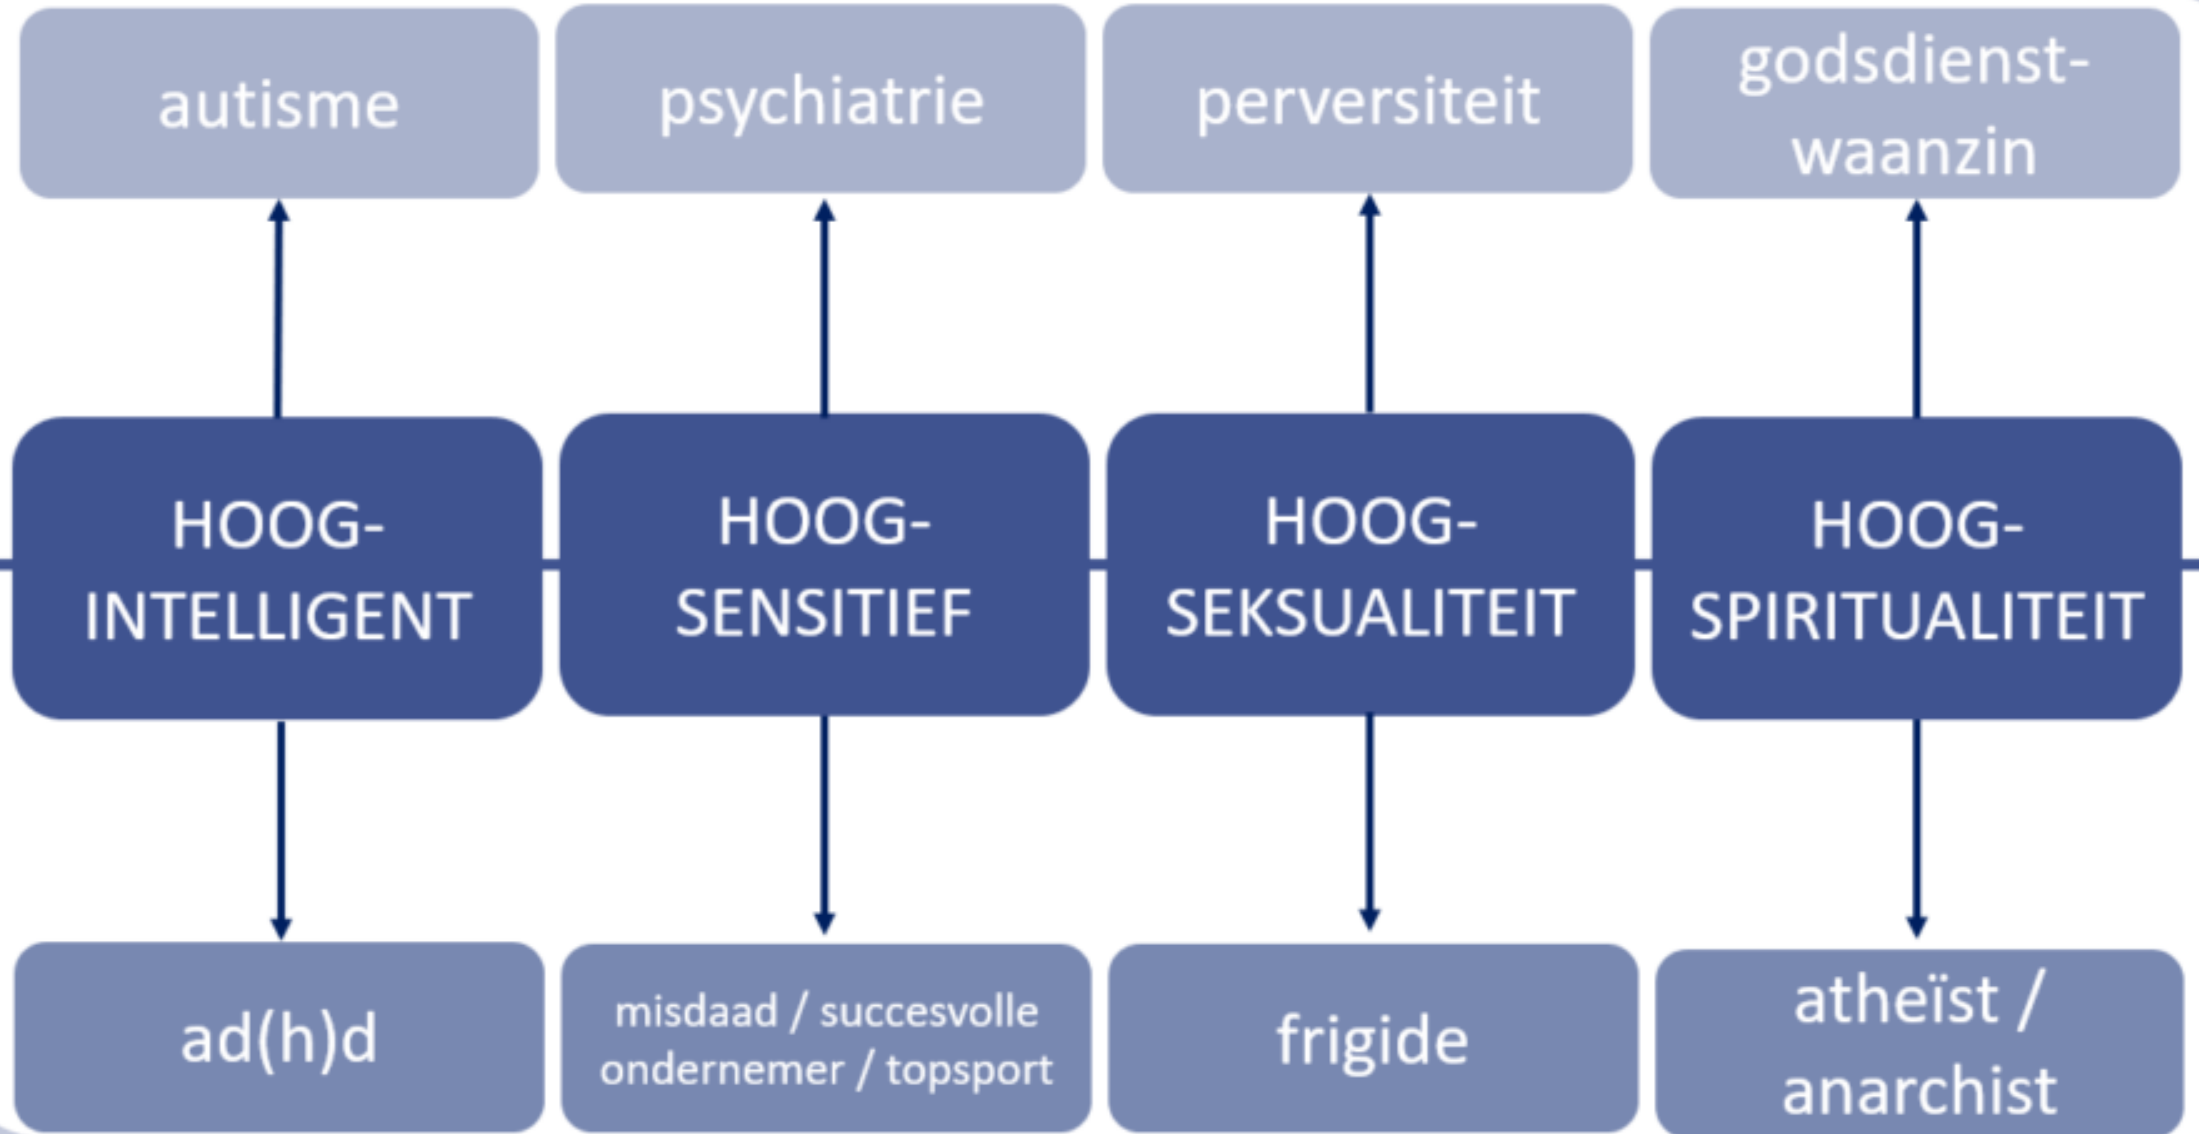 autisme
psychiatrie
perversiteit
godsdienst-
waanzin
HOOG-
INTELLIGENT
HOOG-
SENSITIEF
HOOG-
SEKSUALITEIT
HOOG-
SPIRITUALITEIT
ad(h)d
misdaad / succesvolle
ondernemer / topsport
frigide
atheïst /
anarchist